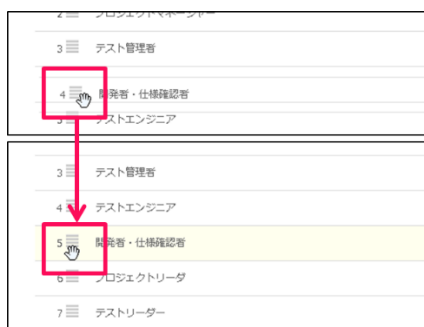 2 プロジェクトマネージャー
3 テスト管理者
4 開発者・仕様確認者
5 テストエンジニア
3 テスト管理者
4 テストエンジニア
5 開発者・仕様確認者
6 プロジェクトリーダ
7 テストリーダー